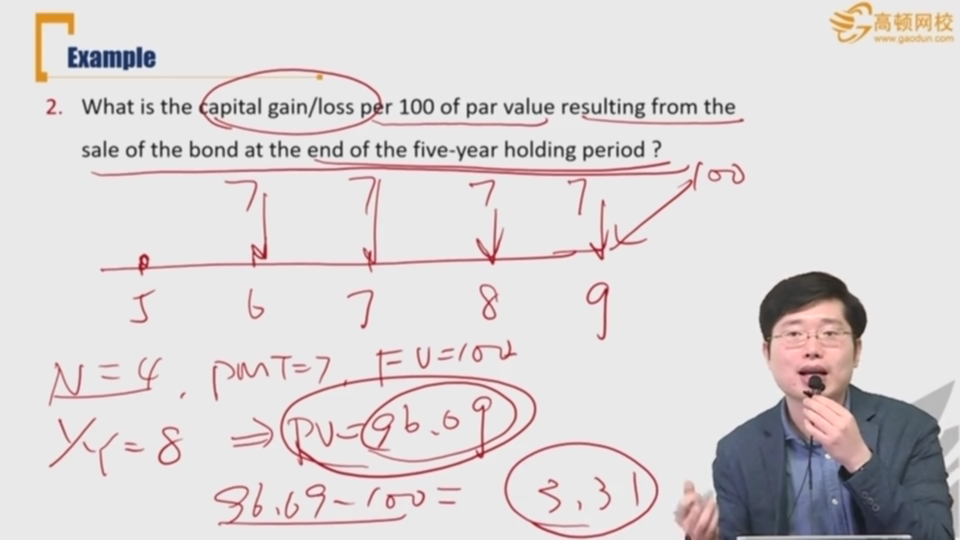 高顿网校
www.gaodun.com
Example
2. What is the capital gain/loss per 100 of par value resulting from the
sale of the bond at the end of the five-year holding period ?
7 7 7 7 100
5 6 7 8 9
N=4, PMT=7, FV=100
=8 ⇒ PV=96.69
96.69-100= 3.31